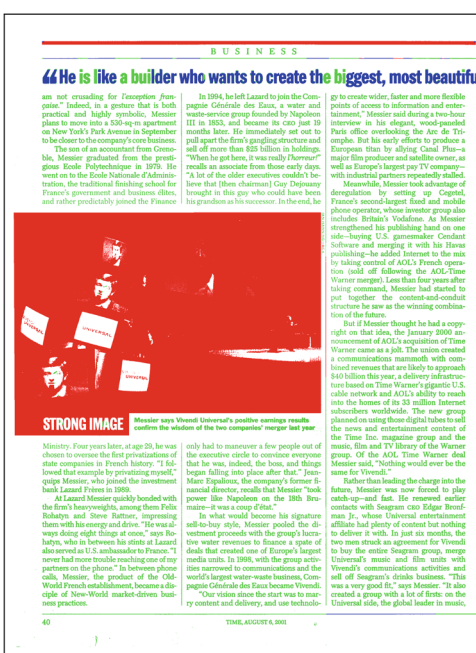 BUSINESS
“He is like a builder who wants to create the biggest, most beautifu
am not crusading for l'exception fran-
gaise." Indeed, in a gesture that is both
practical and highly symbolic, Messier
plans to move into a 530-sq-m apartment
on New York's Park Avenue in September
to be closer to the company's core business.
The son of an accountant from Greno-
ble, Messier graduated from the presti-
gious Ecole Polytechnique in 1979. He
went on to the Ecole Nationale d'Adminis-
tration, the traditional finishing school for
France's government and business élites,
and rather predictably joined the Finance
Ministry. Four years later, at age 29, he was
chosen to oversee the first privatizations of
state companies in French history. "I fol-
lowed that example by privatizing myself,"
quips Messier, who joined the investment
bank Lazard Frères in 1989.
At Lazard Messier quickly bonded with
the firm's heavyweights, among them Felix
Rohatyn and Steve Rattner, impressing
them with his energy and drive. "He was al-
ways doing eight things at once," says Ro-
hatyn, who in between his stints at Lazard
also served as U.S. ambassador to France. "I
never had more trouble reaching one of my
partners on the phone." In between phone
calls, Messier, the product of the Old-
World French establishment, became a dis-
ciple of New-World market-driven busi-
ness practices.
In 1994, he left Lazard to join the Com-
pagnie Générale des Eaux, a water and
waste-service group founded by Napoleon
III in 1853, and became its CEO just 19
months later. He immediately set out to
pull apart the firm's gangling structure and
sell off more than $25 billion in holdings.
"When he got here, it was really l'horreur!"
recalls an associate from those early days.
"A lot of the older executives couldn't be-
lieve that [then chairman] Guy Dejouany
brought in this guy who could have been
his grandson as his successor. In the end, he
only had to maneuver a few people out of
the executive circle to convince everyone
that he was, indeed, the boss, and things
began falling into place after that." Jean-
Marc Espalioux, the company's former fi-
nancial director, recalls that Messier "took
power like Napoleon on the 18th Bru-
maire—it was a coup d'état."
In what would become his signature
sell-to-buy style, Messier pooled the di-
vestment proceeds with the group's lucra-
tive water revenues to finance a spate of
deals that created one of Europe's largest
media units. In 1998, with the group activ-
ities narrowed to communications and the
world's largest water-waste business, Com-
pagnie Générale des Eaux became Vivendi.
"Our vision since the start was to mar-
ry content and delivery, and use technolo-
gy to create wider, faster and more flexible
points of access to information and enter-
tainment," Messier said during a two-hour
interview in his elegant, wood-paneled
Paris office overlooking the Arc de Tri-
omphe. But his early efforts to produce a
European titan by allying Canal Plus—a
major film producer and satellite owner, as
well as Europe's largest pay TV company—
with industrial partners repeatedly stalled.
Meanwhile, Messier took advantage of
deregulation by setting up Cegetel,
France's second-largest fixed and mobile
phone operator, whose investor group also
includes Britain's Vodafone. As Messier
strengthened his publishing hand on one
side—buying U.S. gamesmaker Cendant
Software and merging it with his Havas
publishing—he added Internet to the mix
by taking control of AOL's French opera-
tion (sold off following the AOL-Time
Warner merger). Less than four years after
taking command, Messier had started to
put together the content-and-conduit
structure he saw as the winning combina-
tion of the future.
But if Messier thought he had a copy-
right on that idea, the January 2000 an-
nouncement of AOL's acquisition of Time
Warner came as a jolt. The union created
a communications mammoth with com-
bined revenues that are likely to approach
$40 billion this year, a delivery infrastruc-
ture based on Time Warner's gigantic U.S.
cable network and AOL's ability to reach
into the homes of its 33 million Internet
subscribers worldwide. The new group
planned on using those digital tubes to sell
the news and entertainment content of
the Time Inc. magazine group and the
music, film and TV library of the Warner
group. Of the AOL Time Warner deal
Messier said, "Nothing would ever be the
same for Vivendi."
Rather than leading the charge into the
future, Messier was now forced to play
catch-up—and fast. He renewed earlier
contacts with Seagram CEO Edgar Bronf-
man Jr., whose Universal entertainment
affiliate had plenty of content but nothing
to deliver it with. In just six months, the
two men struck an agreement for Vivendi
to buy the entire Seagram group, merge
Universal's music and film units with
Vivendi's communications activities and
sell off Seagram's drinks business. "This
was a very good fit," says Messier. "It also
created a group with a lot of firsts: on the
Universal side, the global leader in music,
UNIVERSAL
UNIVERSAL
UNIVERSAL
STRONG IMAGE
Messier says Vivendi Universal's positive earnings results
confirm the wisdom of the two companies' merger last year
40
TIME, AUGUST 6, 2001